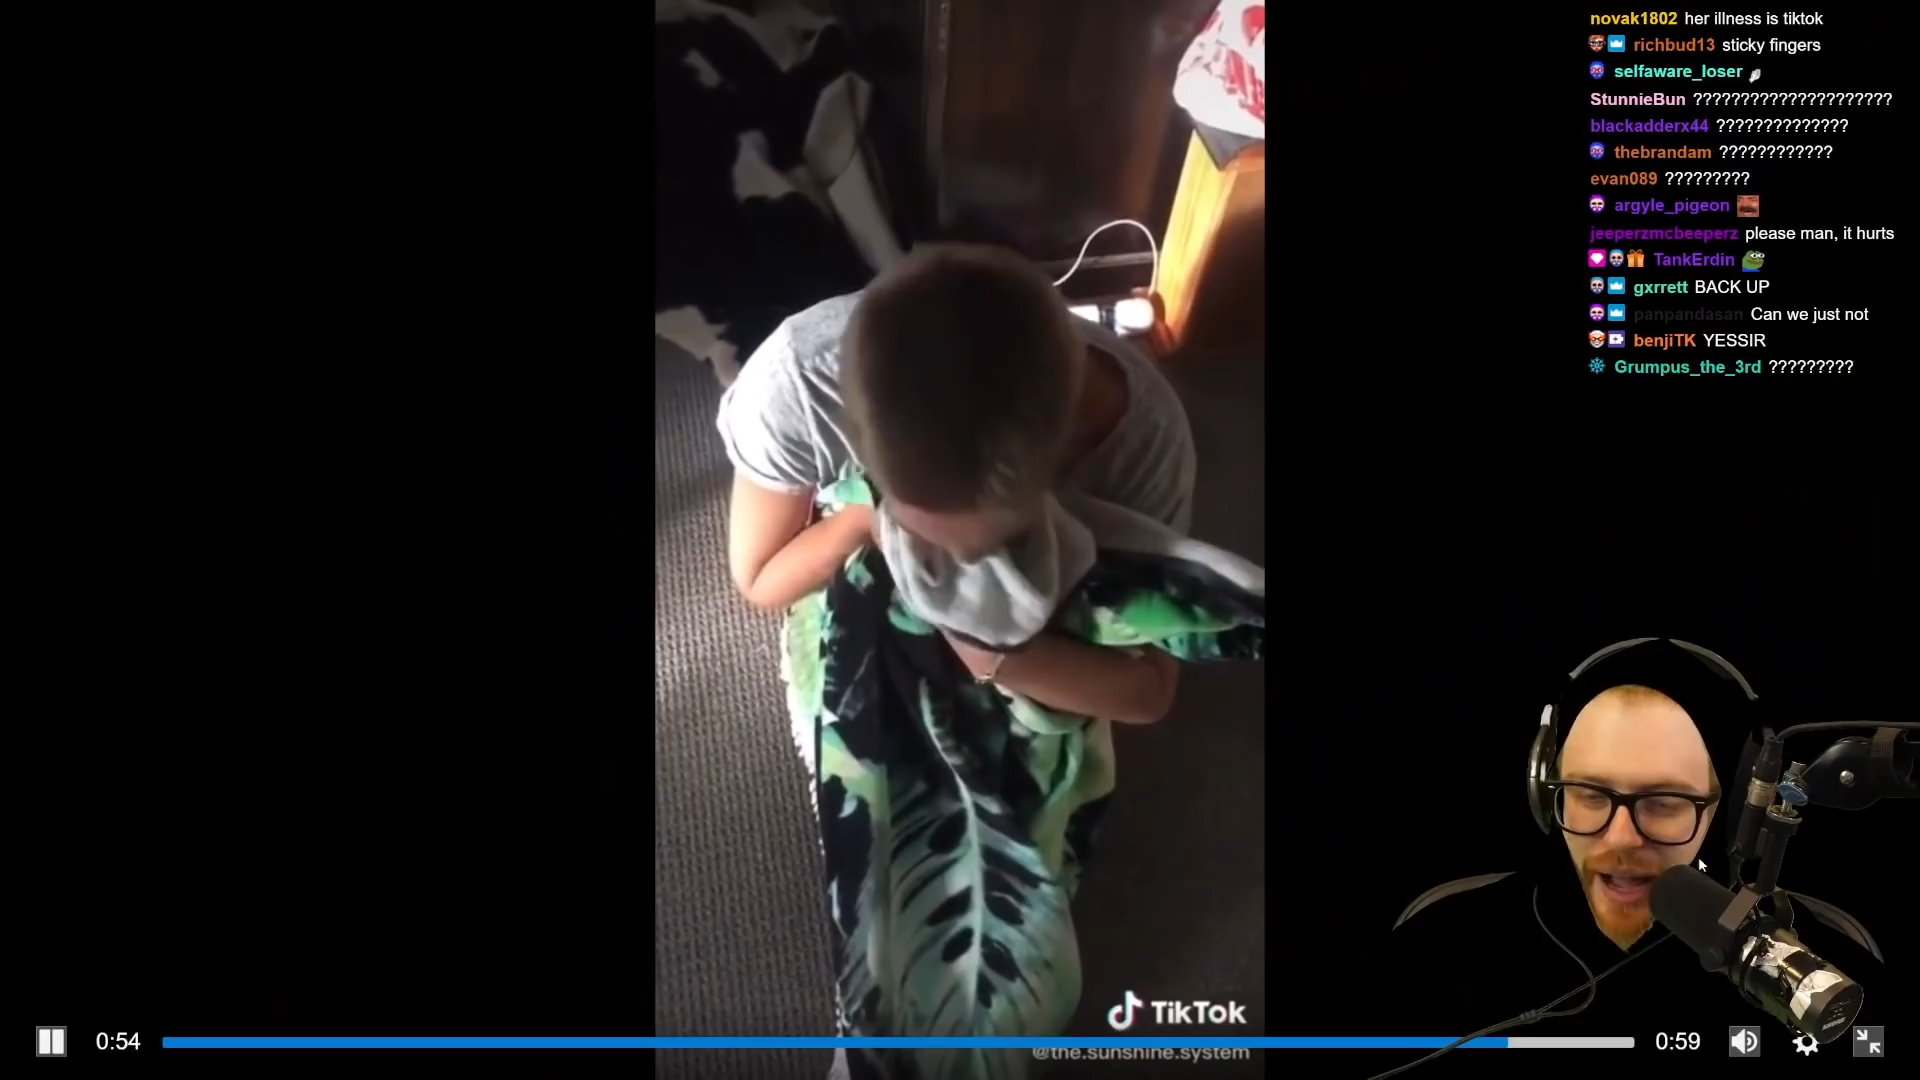 novak1802 her illness is tiktok
richbud13 sticky fingers
selfaware_loser
StunnieBun ?????????????????????
blackadderx44 ??????????????
thebrandam ????????????
evan089 ?????????
argyle_pigeon
jeeperzmcbeeperz please man, it hurts
TankErdin
gxrrett BACK UP
panpandasan Can we just not
benjiTK YESSIR
Grumpus_the_3rd ?????????
TikTok
0:54
0:59
@the.sunshine.system